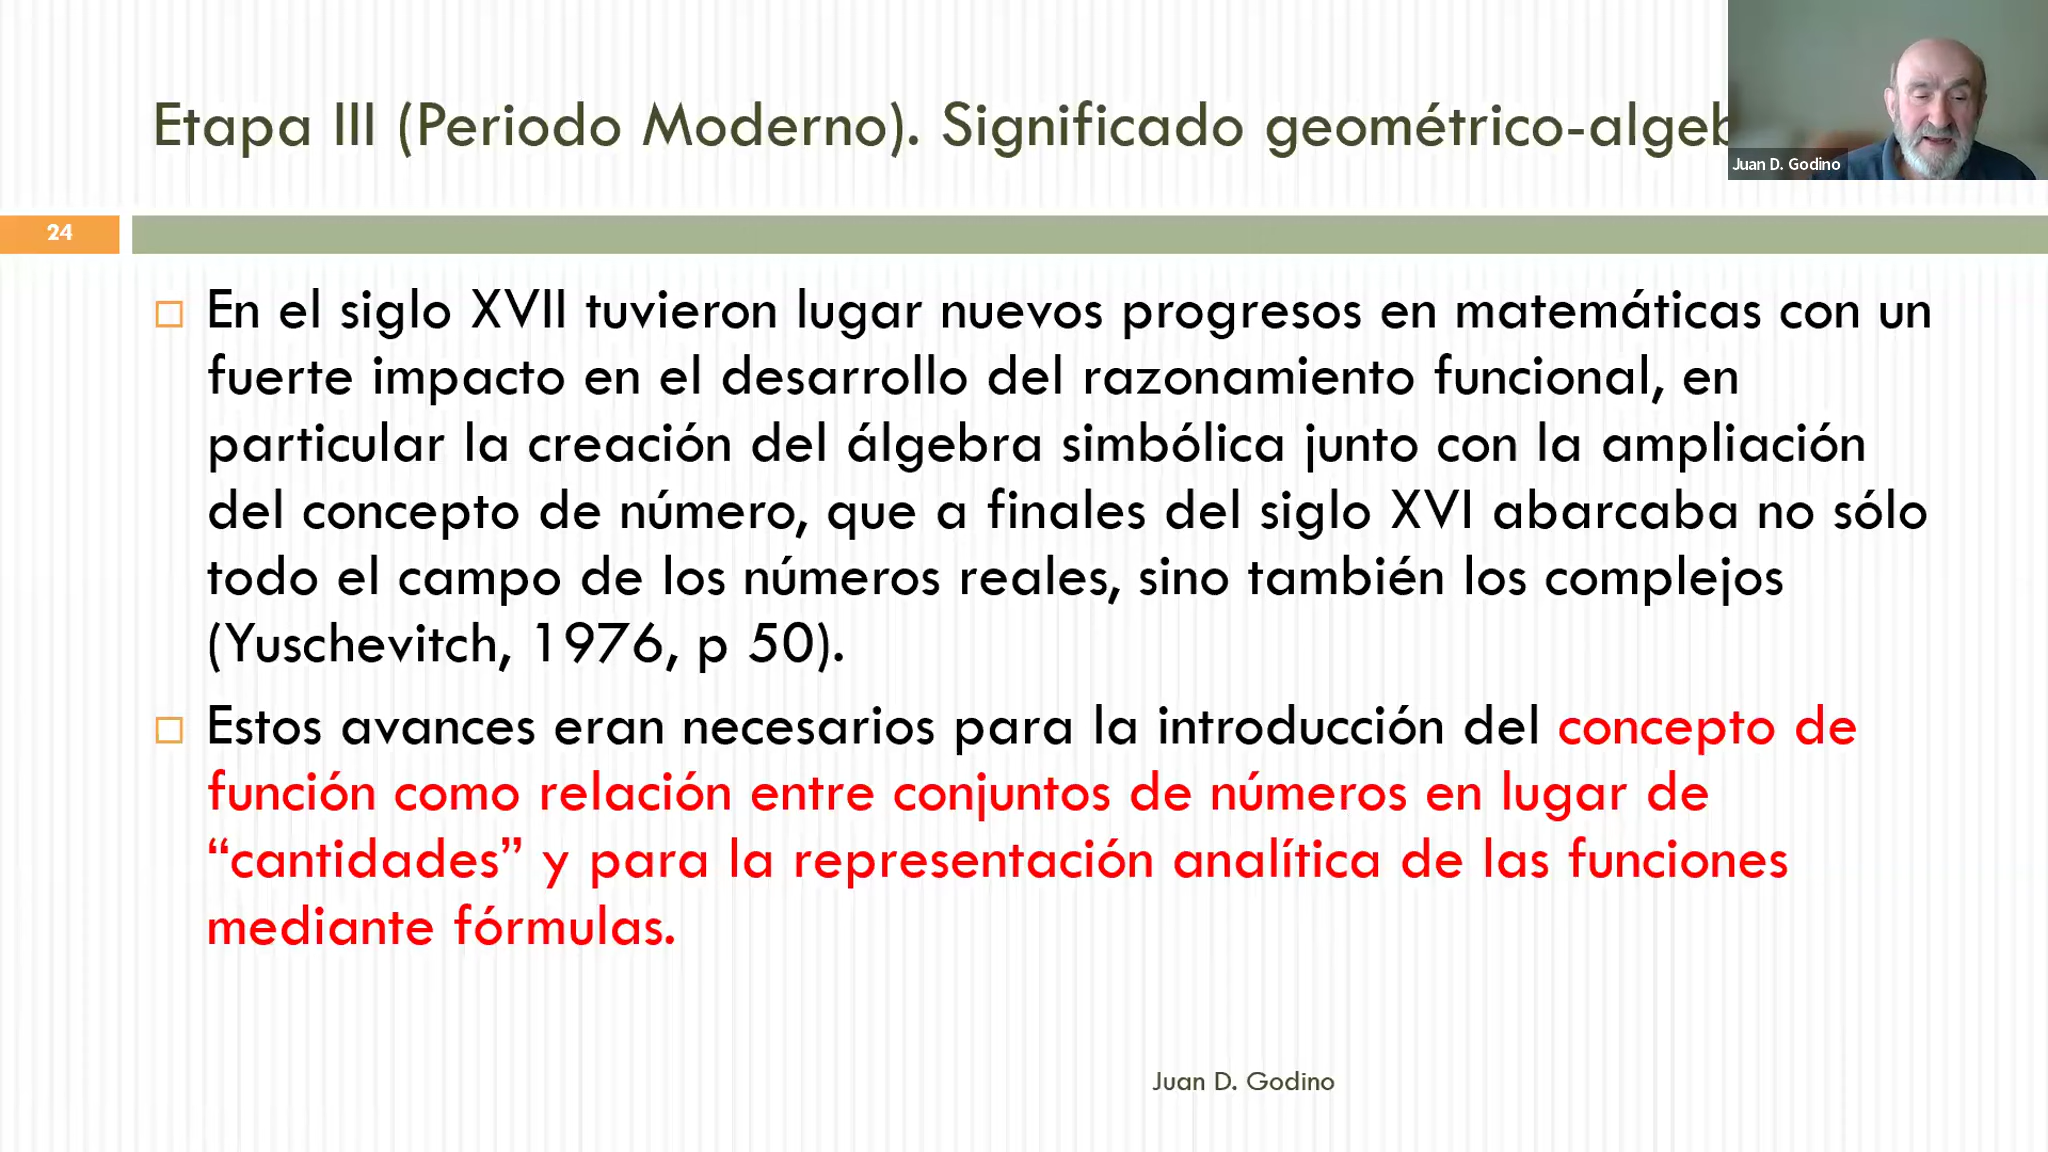 Etapa III (Periodo Moderno). Significado geométrico-algeb
Juan D. Godino
24
En el siglo XVII tuvieron lugar nuevos progresos en matemáticas con un
fuerte impacto en el desarrollo del razonamiento funcional, en
particular la creación del álgebra simbólica junto con la ampliación
del concepto de número, que a finales del siglo XVI abarcaba no sólo
todo el campo de los números reales, sino también los complejos
(Yuschevitch, 1976, p 50).
Estos avances eran necesarios para la introducción del concepto de
función como relación entre conjuntos de números en lugar de
“cantidades” y para la representación analítica de las funciones
mediante fórmulas.
Juan D. Godino